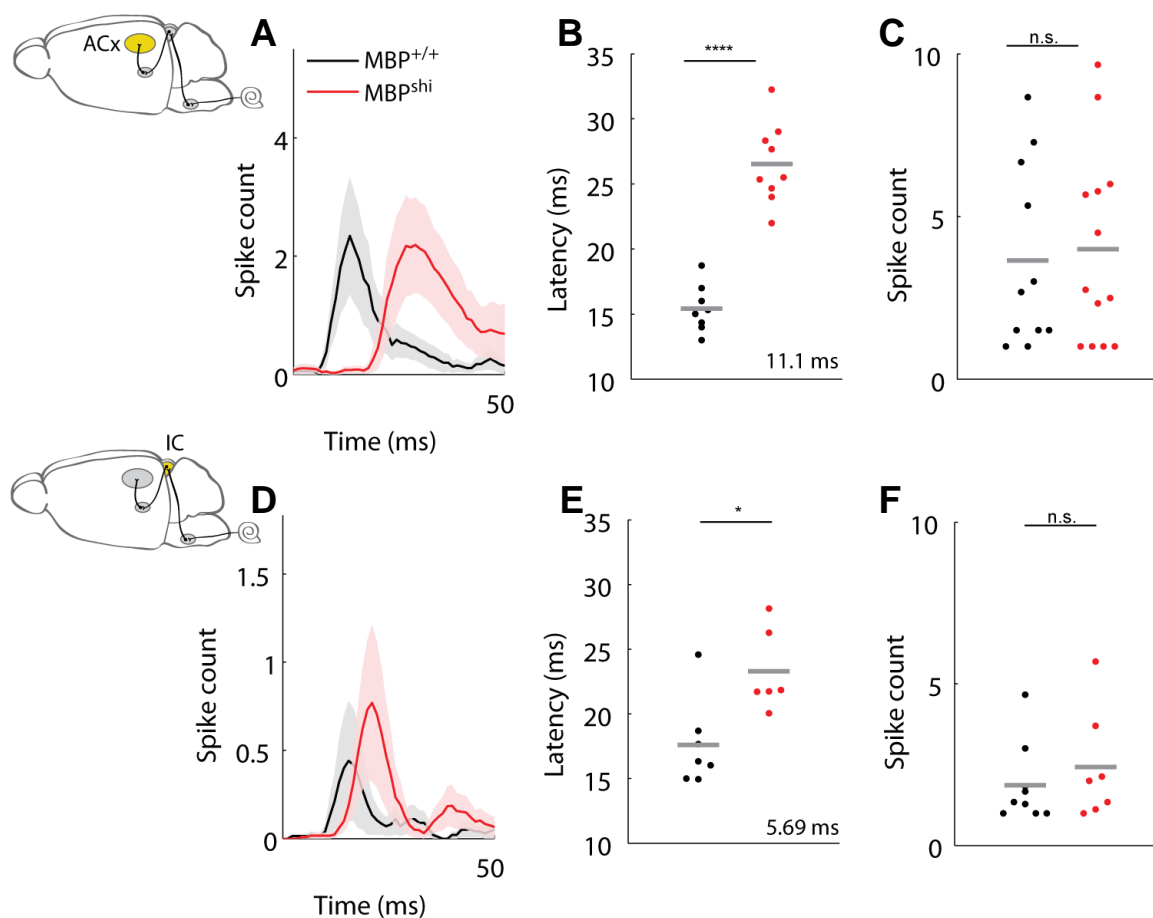 ACx
A
MBP+/+
MBPshi
Spike count
4
2
0
50
Time (ms)
B
****
Latency (ms)
35
30
25
20
15
10
11.1 ms
C
n.s.
Spike count
10
5
0
IC
D
Spike count
1.5
1
0.5
0
50
Time (ms)
E
*
Latency (ms)
35
30
25
20
15
10
5.69 ms
F
n.s.
Spike count
10
5
0